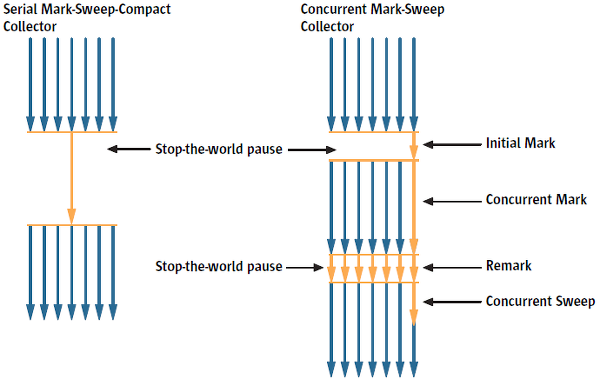 Serial Mark-Sweep-Compact
Collector
Concurrent Mark-Sweep
Collector
Stop-the-world pause
Initial Mark
Concurrent Mark
Stop-the-world pause
Remark
Concurrent Sweep